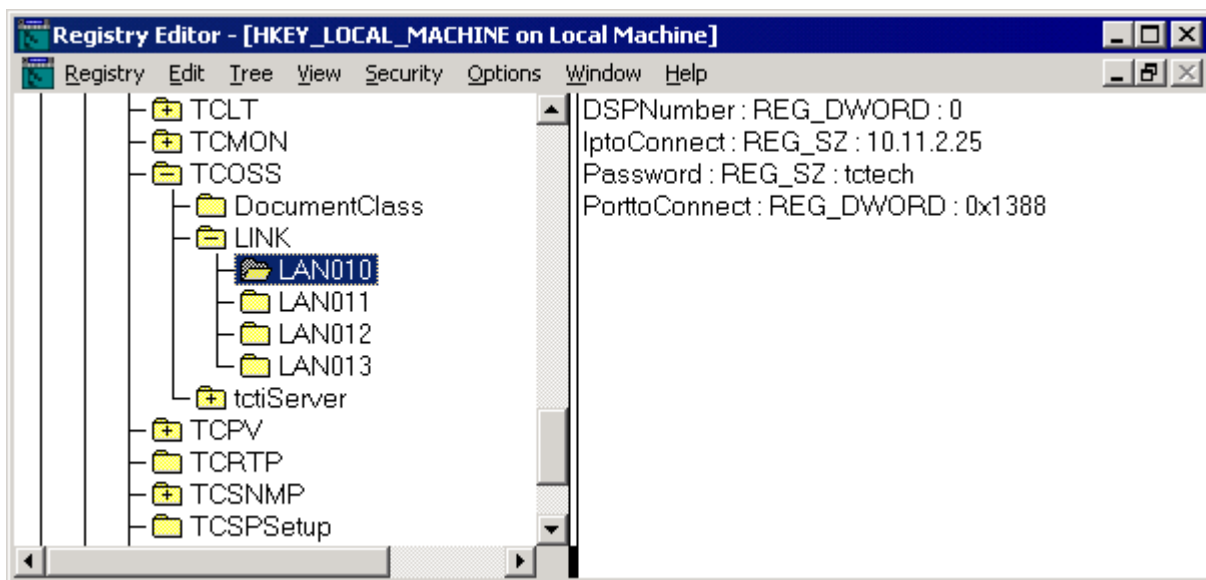 Registry Editor - [HKEY_LOCAL_MACHINE on Local Machine]
Registry Edit Tree View Security Options Window Help
TCLT
TCMON
TCOSS
DocumentClass
LINK
LAN010
LAN011
LAN012
LAN013
tctiServer
TCPV
TCRTP
TCSNMP
TCSPSetup
DSPNumber : REG_DWORD : 0
IptoConnect : REG_SZ : 10.11.2.25
Password : REG_SZ : tctech
PorttoConnect : REG_DWORD : 0x1388